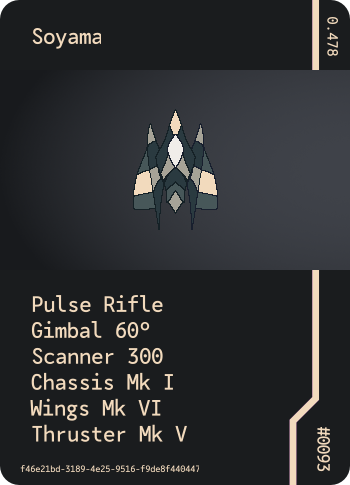 Soyama
0.478
Pulse Rifle
Gimbal 60°
Scanner 300
Chassis Mk I
Wings Mk VI
Thruster Mk V
#0093
f46e21bd-3189-4e25-9516-f9de8f440447